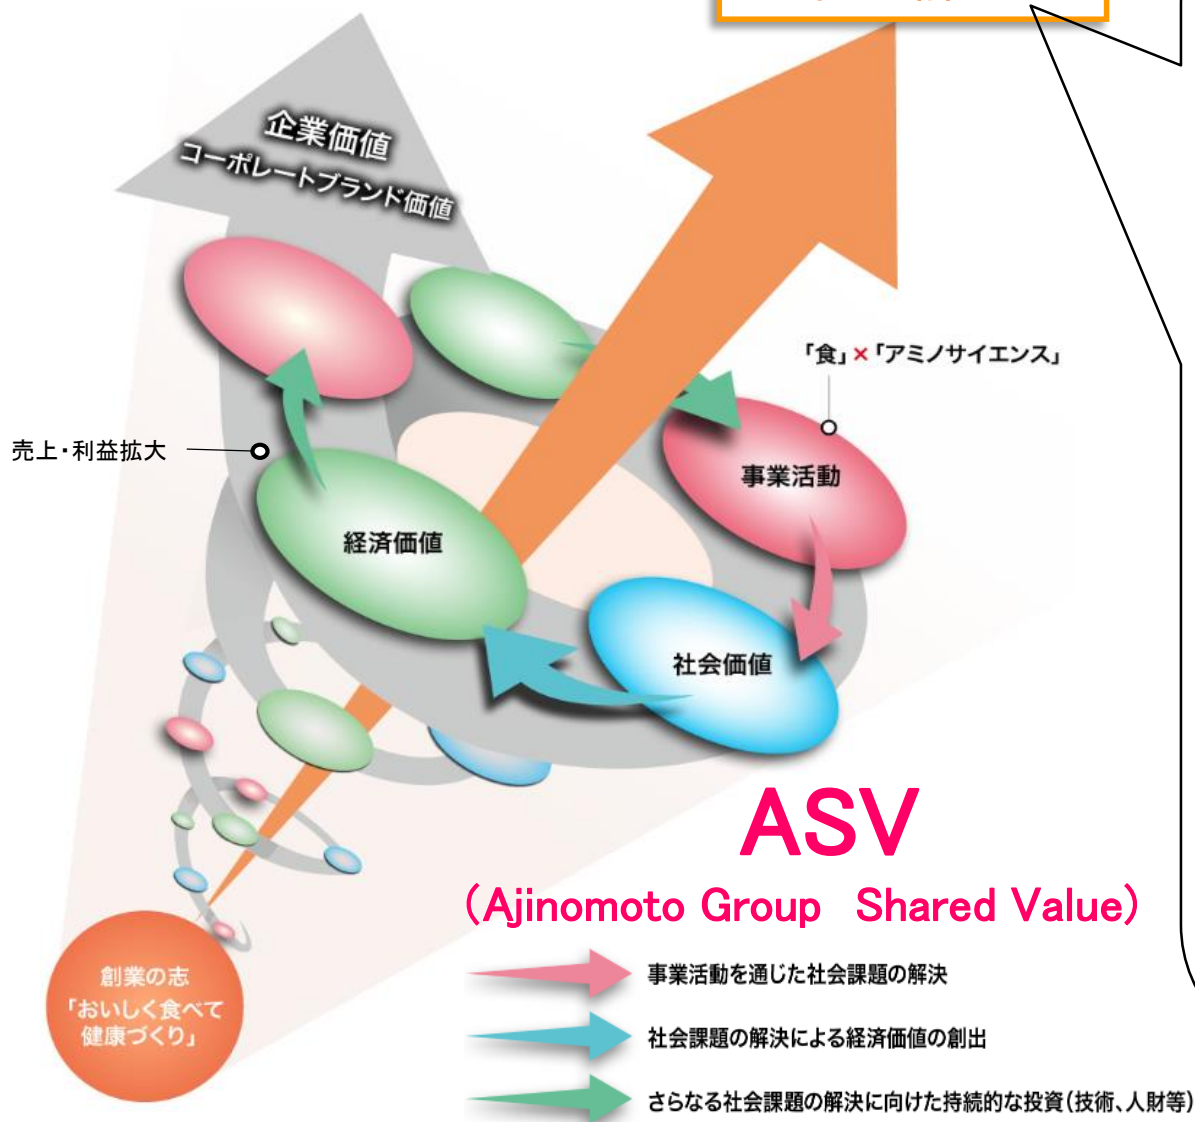 企業価値
コーポレートブランド価値
「食」×「アミノサイエンス」
事業活動
売上・利益拡大
経済価値
社会価値
ASV
(Ajinomoto Group Shared Value)
創業の志
「おいしく食べて
健康づくり」
事業活動を通じた社会課題の解決
社会課題の解決による経済価値の創出
さらなる社会課題の解決に向けた持続的な投資(技術、人財等)